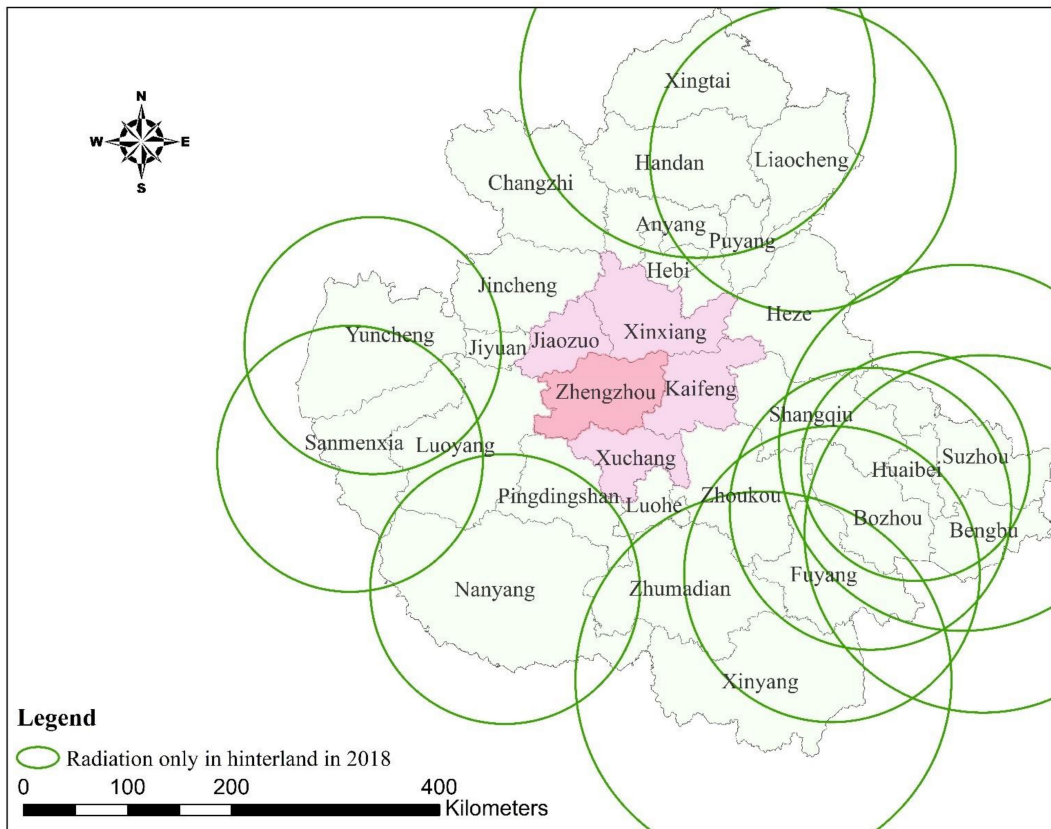 Xingtai
N
W E
S
Handan
Liaocheng
Changzhi
Anyang
Puyang
Hebi
Jincheng
Heze
Yuncheng
Jiyuan
Jiaozuo
Xinxiang
Zhengzhou
Kaifeng
Shangqiu
Sanmenxia
Luoyang
Xuchang
Huaibei
Suzhou
Pingdingshan
Luohe
Zhoukou
Bozhou
Bengbu
Nanyang
Zhumadian
Fuyang
Xinyang
Legend
Radiation only in hinterland in 2018
0 100 200 400
Kilometers